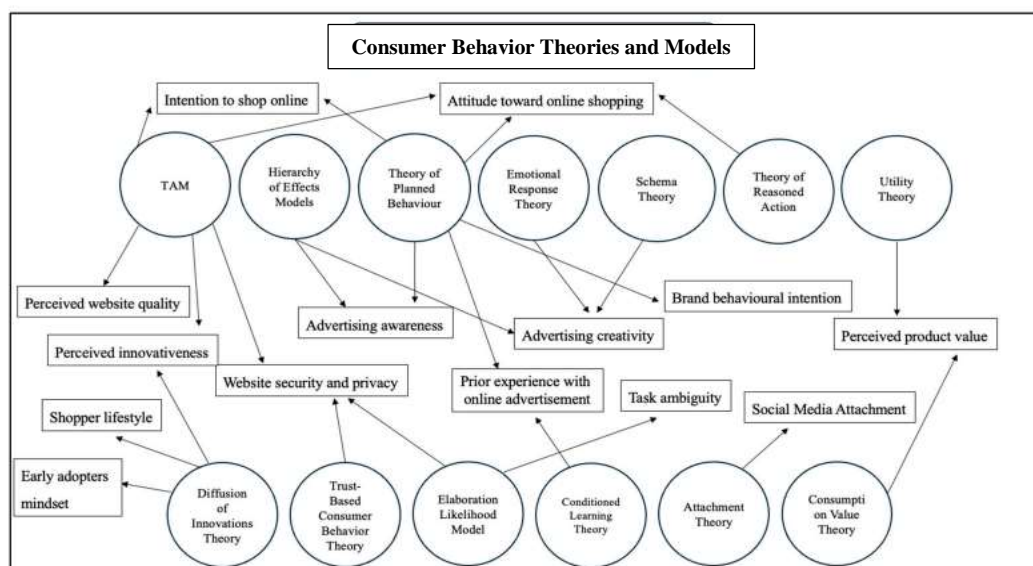 Consumer Behavior Theories and Models
Intention to shop online
Attitude toward online shopping
TAM
Hierarchy
of Effects
Models
Theory of
Planned
Behaviour
Emotional
Response
Theory
Schema
Theory
Theory of
Reasoned
Action
Utility
Theory
Perceived website quality
Brand behavioural intention
Advertising awareness
Advertising creativity
Perceived product value
Perceived innovativeness
Website security and privacy
Prior experience with
online advertisement
Task ambiguity
Social Media Attachment
Shopper lifestyle
Early adopters
mindset
Diffusion
of
Innovations
Theory
Trust-
Based
Consumer
Behavior
Theory
Elaboration
Likelihood
Model
Conditioned
Learning
Theory
Attachment
Theory
Consumpti
on Value
Theory